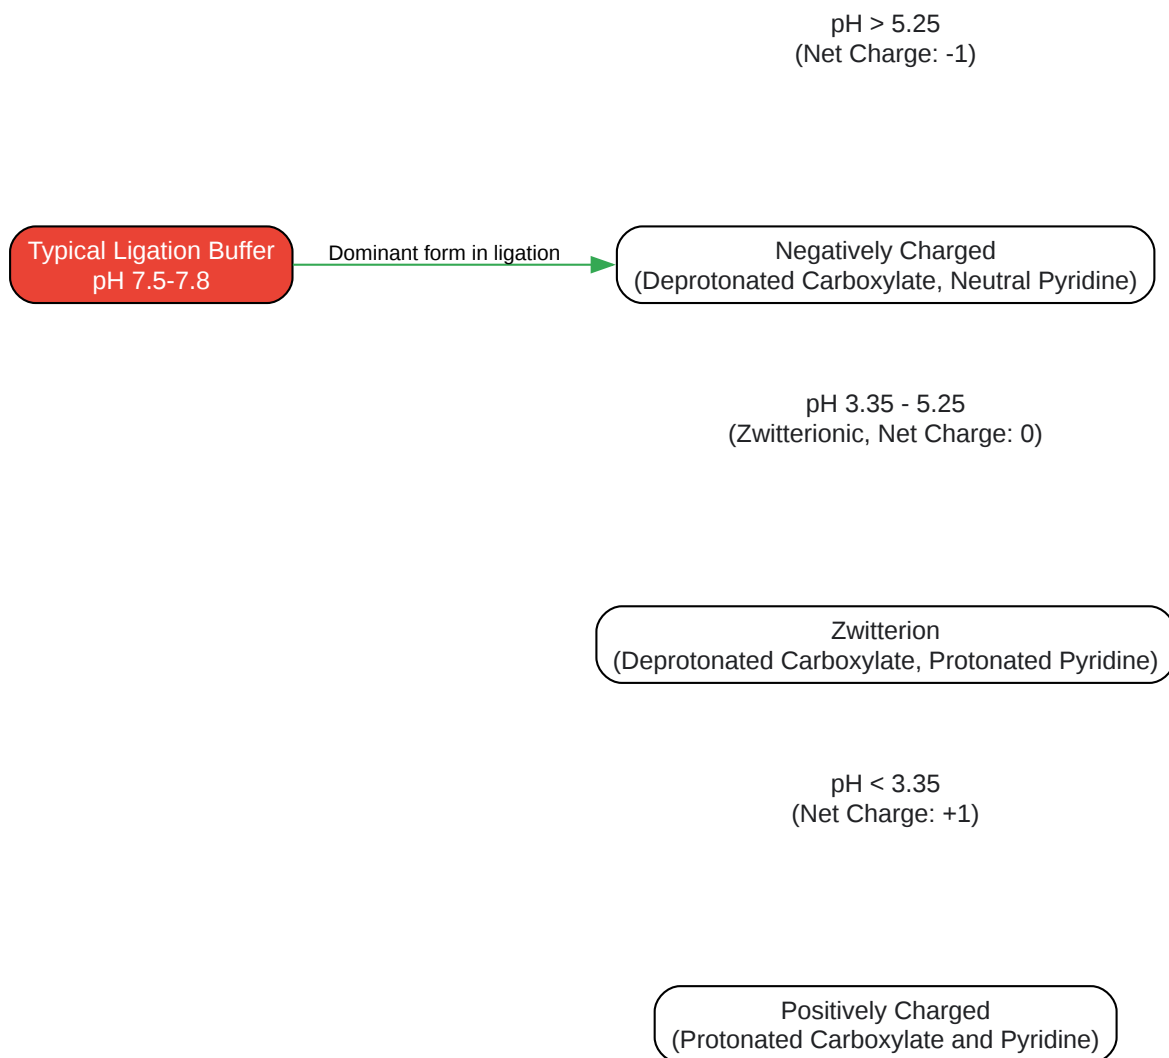 pH > 5.25
(Net Charge: -1)
Typical Ligation Buffer
pH 7.5-7.8
Dominant form in ligation
Negatively Charged
(Deprotonated Carboxylate, Neutral Pyridine)
pH 3.35 - 5.25
(Zwitterionic, Net Charge: 0)
Zwitterion
(Deprotonated Carboxylate, Protonated Pyridine)
pH < 3.35
(Net Charge: +1)
Positively Charged
(Protonated Carboxylate and Pyridine)